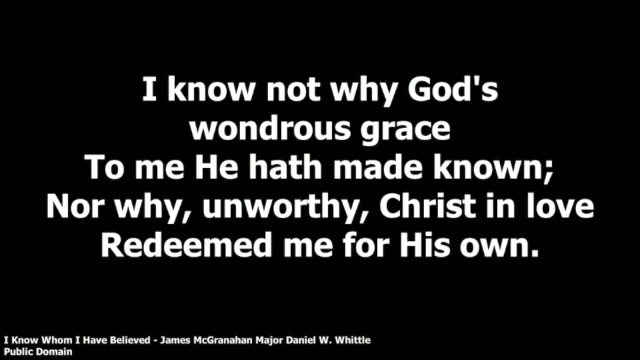 I know not why God's
wondrous grace
To me He hath made known;
Nor why, unworthy, Christ in love
Redeemed me for His own.
I Know Whom I Have Believed - James McGranahan Major Daniel W. Whittle
Public Domain